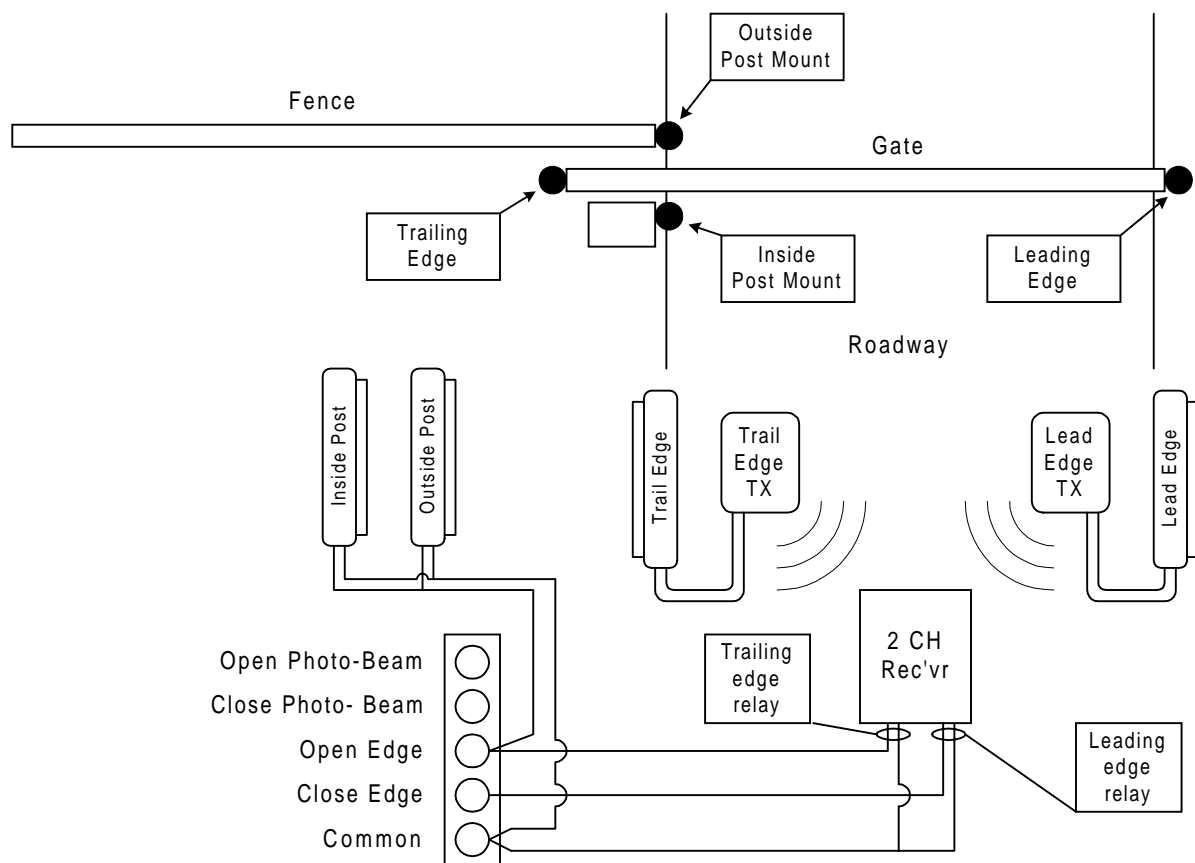 Outside
Post Mount
Fence
Gate
Trailing
Edge
Inside
Post Mount
Leading
Edge
Roadway
Inside Post
Outside Post
Trail Edge
Trail
Edge
TX
Lead
Edge
TX
Lead Edge
Open Photo-Beam
Close Photo- Beam
Open Edge
Close Edge
Common
Trailing
edge
relay
2 CH
Rec'vr
Leading
edge
relay